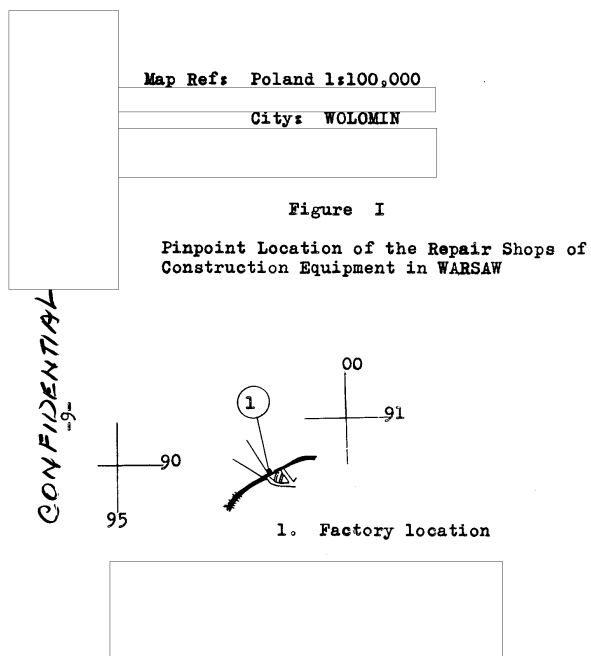 Map Ref: Poland 1:100,000
City: WOLOMIN
Figure I
Pinpoint Location of the Repair Shops of
Construction Equipment in WARSAW
CONFIDENTIAL
-9-
00
1
91
90
95
1. Factory location